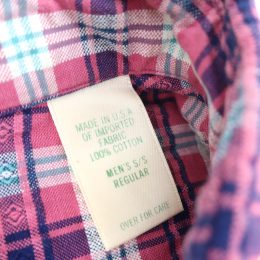 MADE IN U.S.A
OF IMPORTED
FABRIC
100% COTTON
MEN'S S/S
REGULAR
OVER FOR CARE